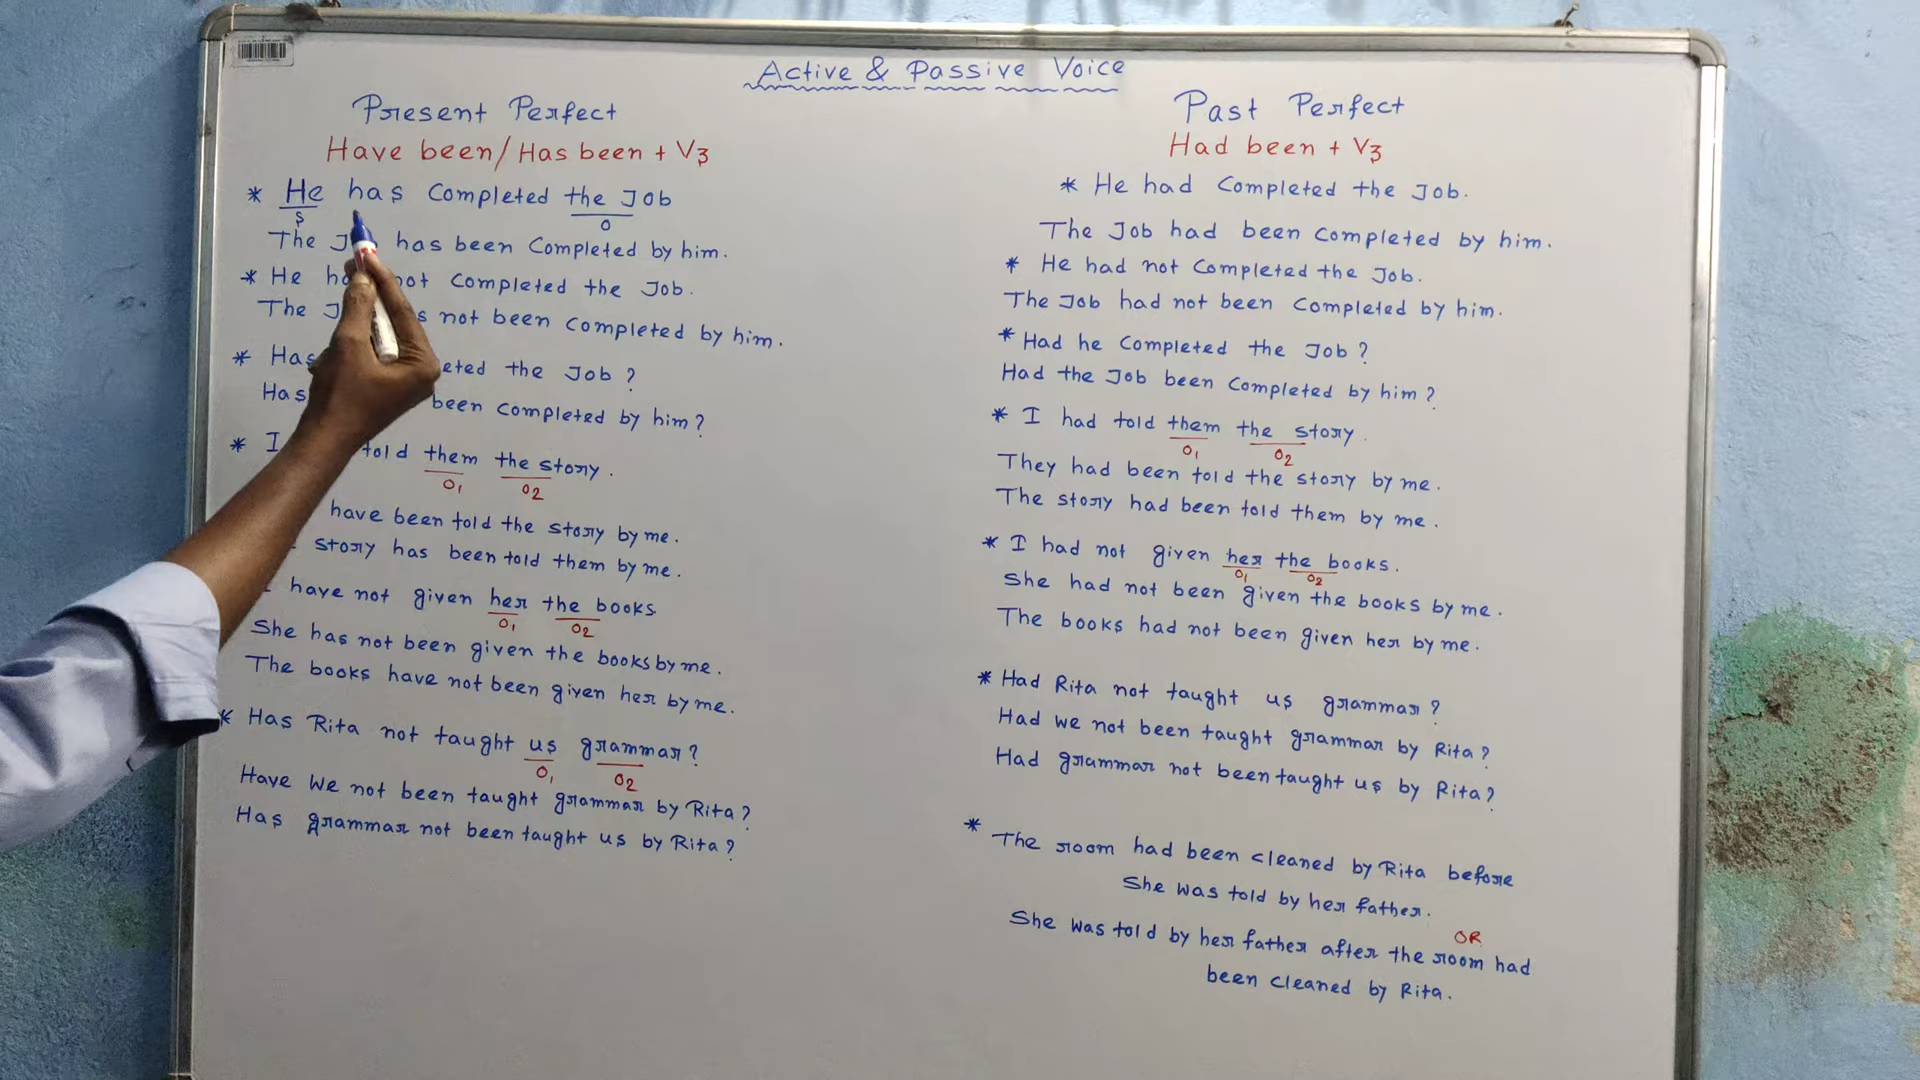 Active & Passive Voice
Present Perfect
Have been/Has been + V3
* He has completed the Job
S
O
The has been completed by him.
* He not completed the Job.
The not been completed by him.
* Has the Job?
Has been completed by him?
* I told them the story.
O1 O2
have been told the story by me.
story has been told them by me.
have not given her the books
O1 O2
She has not been given the books by me.
The books have not been given her by me.
* Has Rita not taught us grammar?
O1 O2
Have we not been taught grammar by Rita?
Has grammar not been taught us by Rita?
Past Perfect
Had been + V3
* He had completed the Job.
The Job had been completed by him.
* He had not completed the Job.
The Job had not been completed by him.
* Had he completed the Job?
Had the Job been completed by him?
* I had told them the story.
O1 O2
They had been told the story by me.
The story had been told them by me.
* I had not given her the books.
O1 O2
She had not been given the books by me.
The books had not been given her by me.
* Had Rita not taught us grammar?
Had we not been taught grammar by Rita?
Had grammar not been taught us by Rita?
*
The room had been cleaned by Rita before
She was told by her father.
OR
She was told by her father after the room had
been cleaned by Rita.